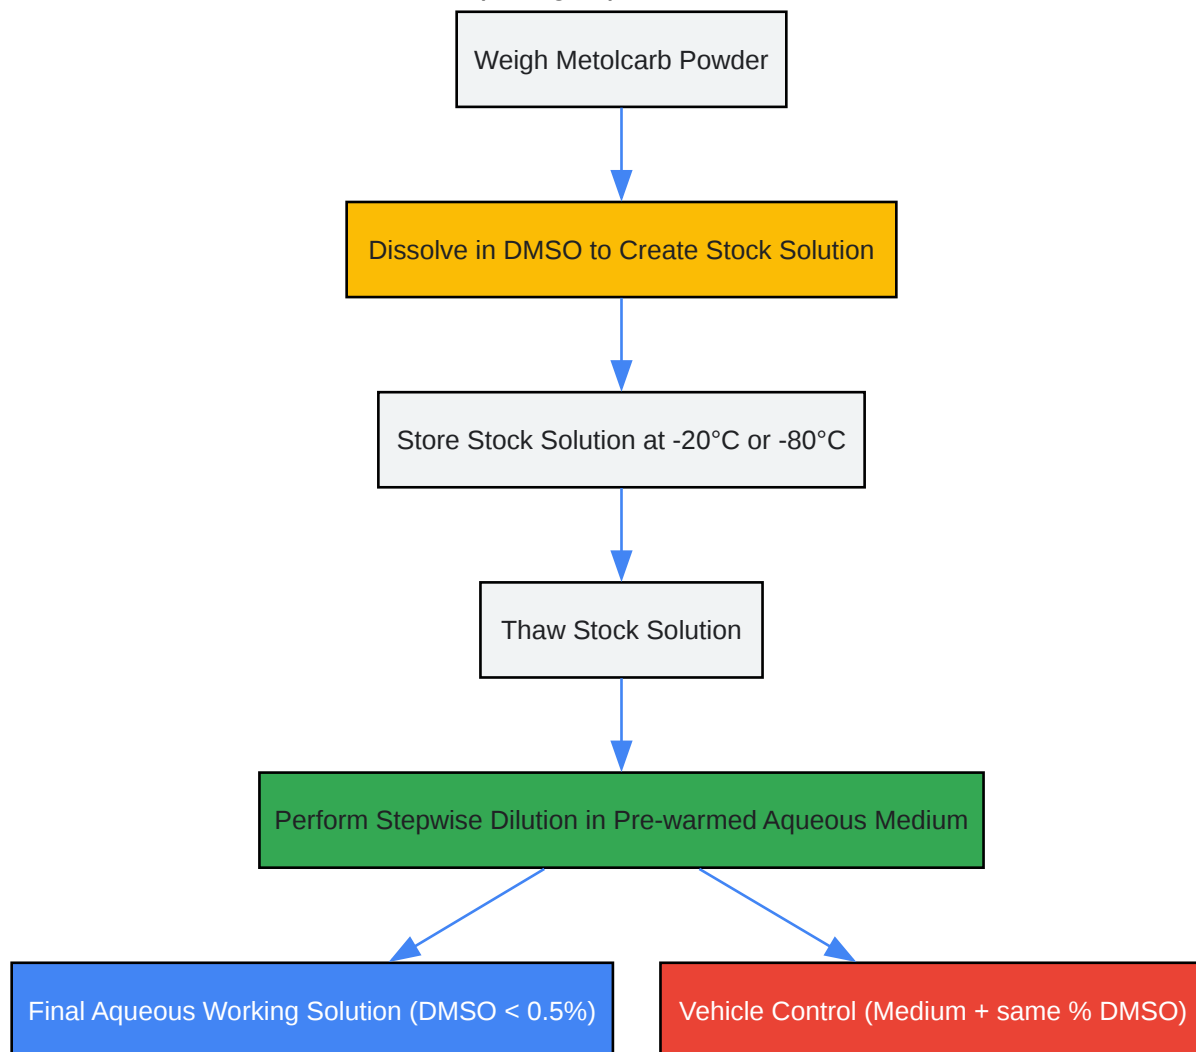 Weigh Metolcarb Powder
Dissolve in DMSO to Create Stock Solution
Store Stock Solution at -20°C or -80°C
Thaw Stock Solution
Perform Stepwise Dilution in Pre-warmed Aqueous Medium
Final Aqueous Working Solution (DMSO < 0.5%)
Vehicle Control (Medium + same % DMSO)